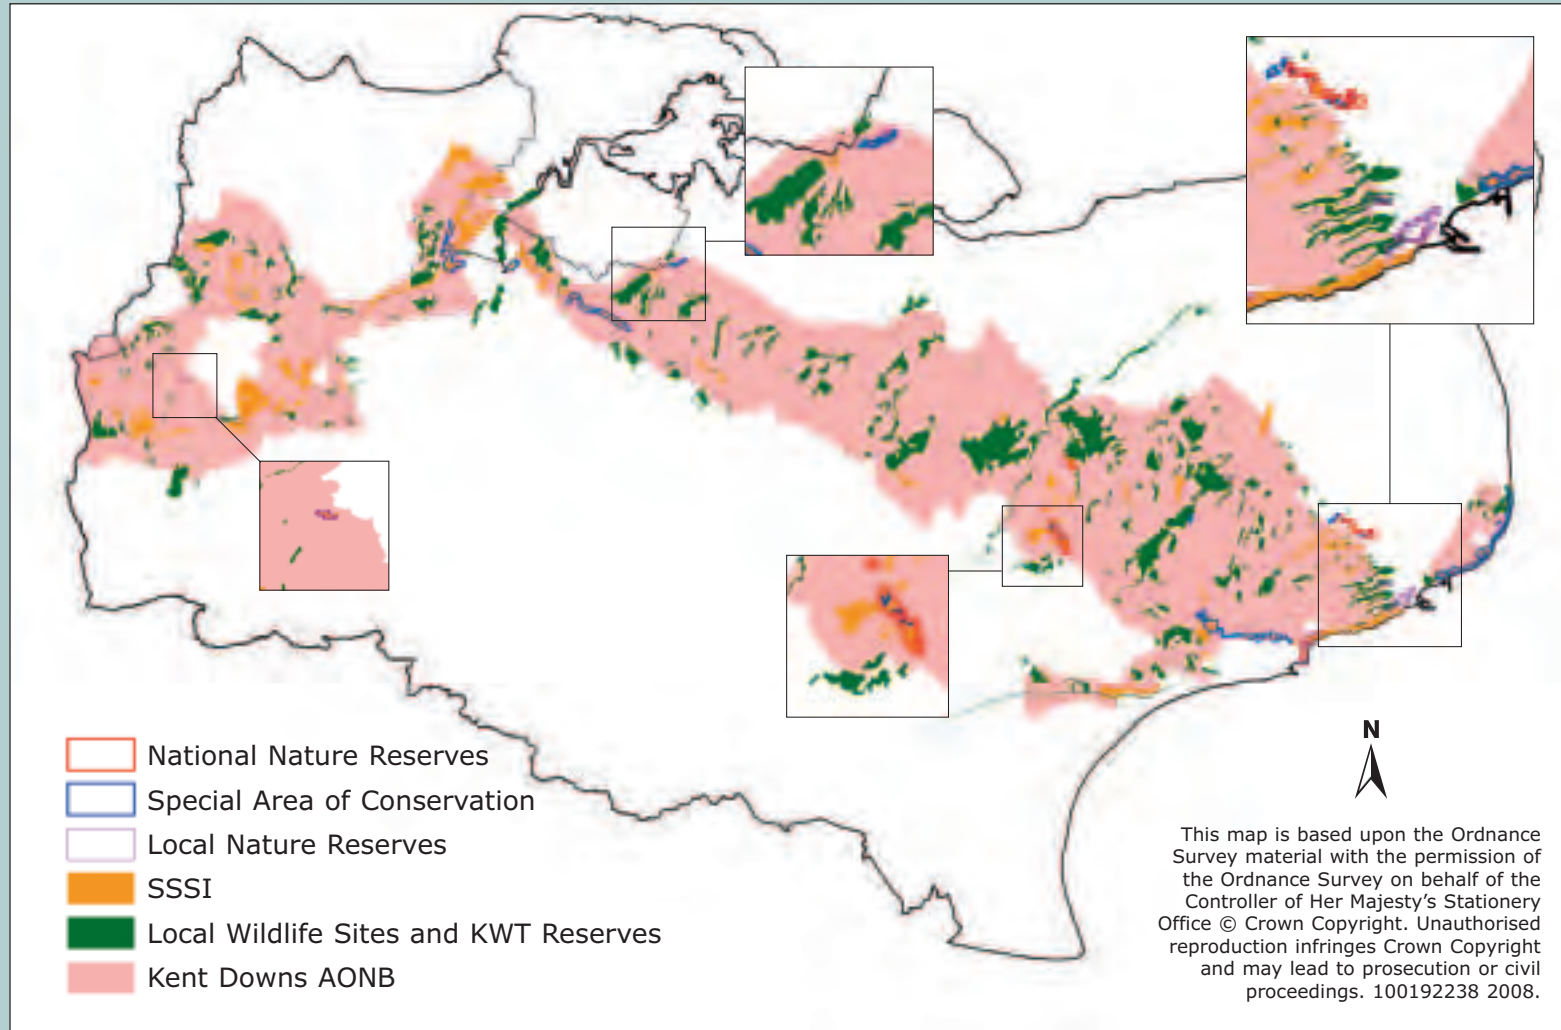 N
National Nature Reserves
Special Area of Conservation
Local Nature Reserves
SSSI
Local Wildlife Sites and KWT Reserves
Kent Downs AONB
This map is based upon the Ordnance
Survey material with the permission of
the Ordnance Survey on behalf of the
Controller of Her Majesty's Stationery
Office © Crown Copyright. Unauthorised
reproduction infringes Crown Copyright
and may lead to prosecution or civil
proceedings. 100192238 2008.